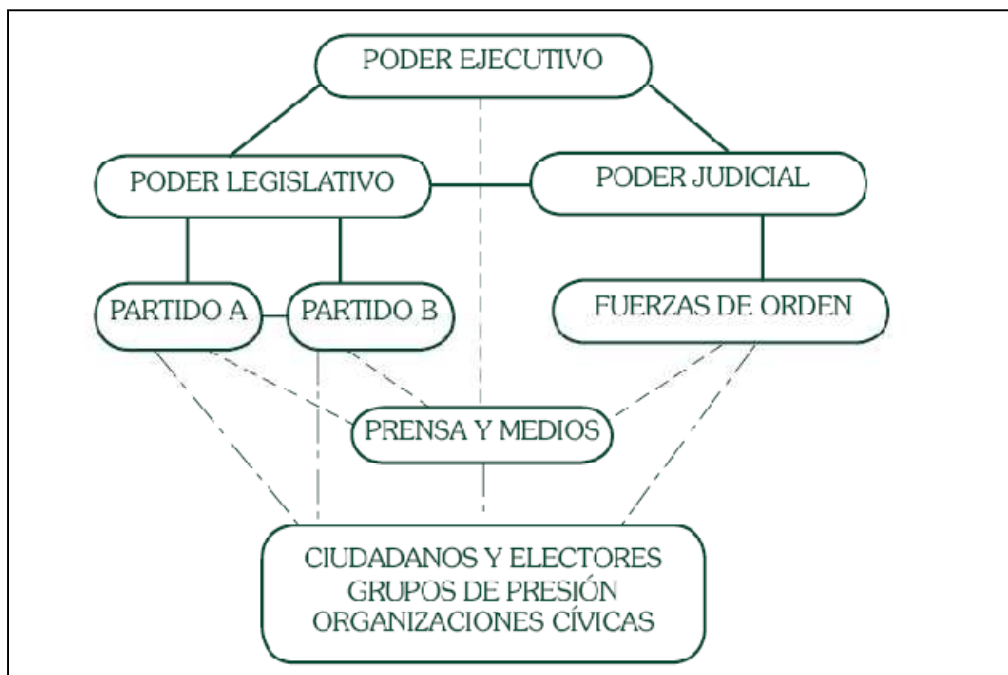 PODER EJECUTIVO
PODER LEGISLATIVO
PODER JUDICIAL
PARTIDO A
PARTIDO B
FUERZAS DE ORDEN
PRENSA Y MEDIOS
CIUDADANOS Y ELECTORES
GRUPOS DE PRESIÓN
ORGANIZACIONES CÍVICAS